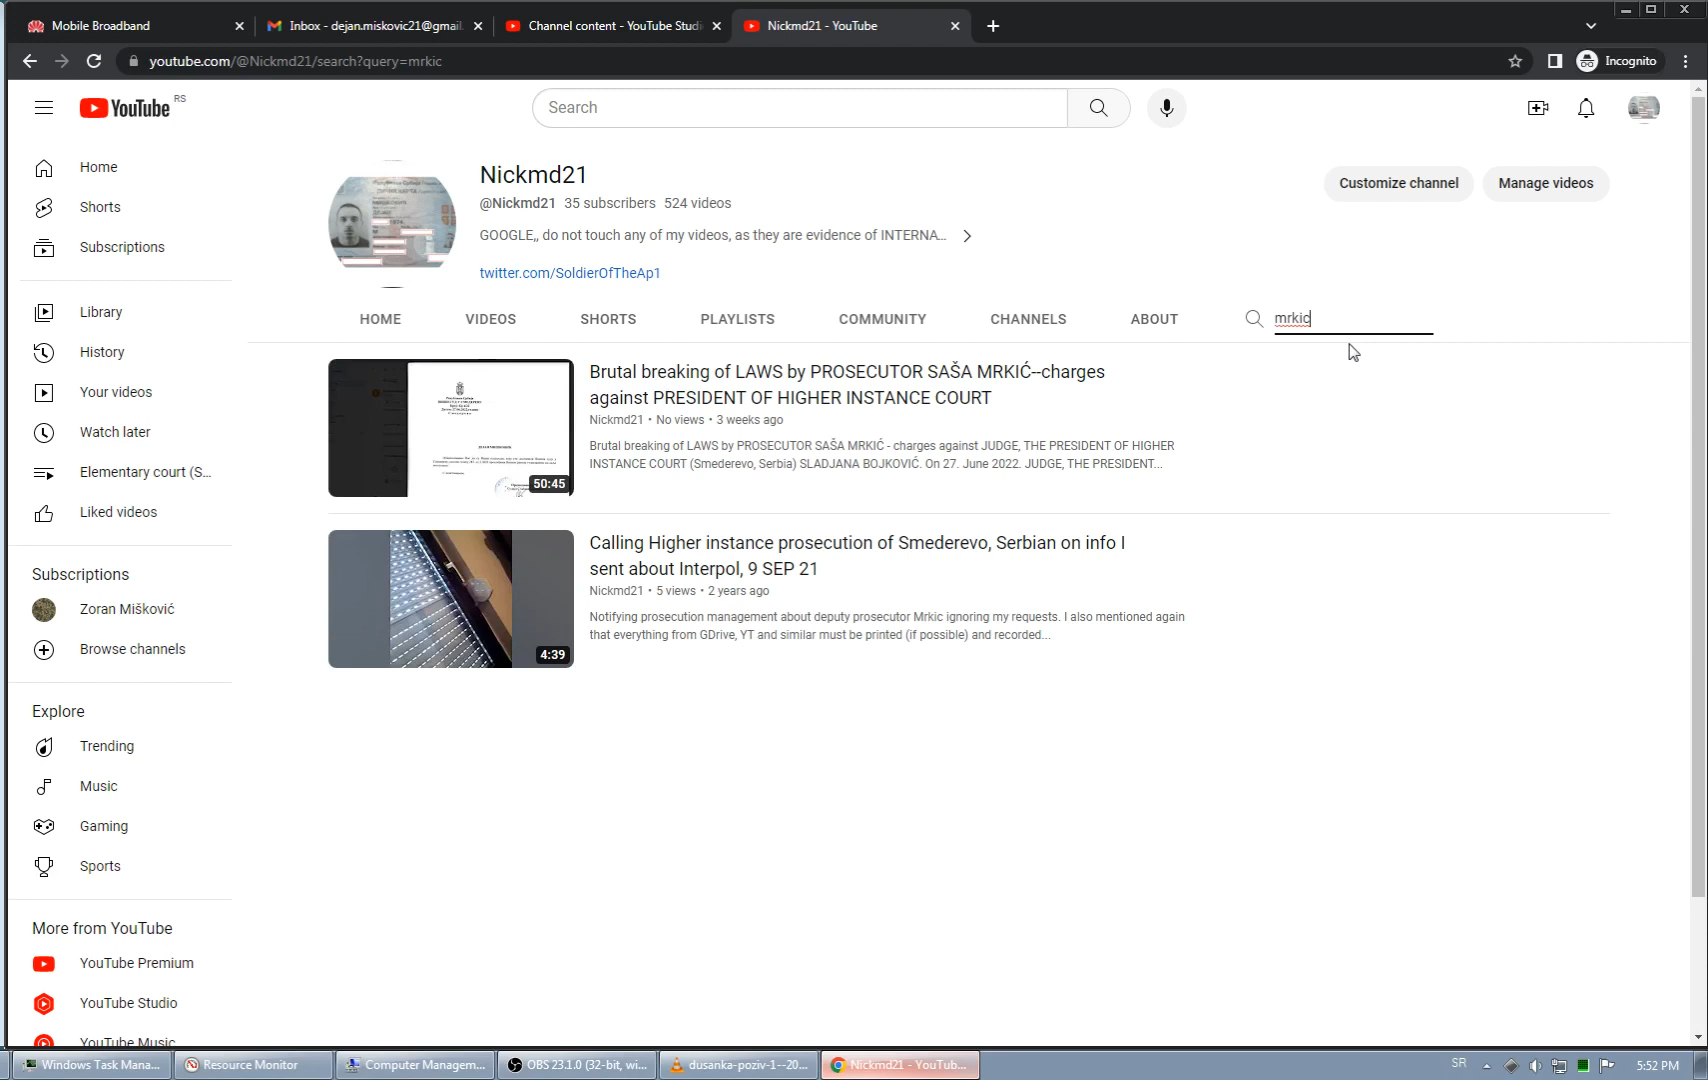 Mobile Broadband
Inbox - dejan.miskovic21@gmail.
Channel content - YouTube Studi
Nickmd21 - YouTube
youtube.com/@Nickmd21/search?query=mrkic
Incognito
YouTube RS
Search
Home
Shorts
Subscriptions
Library
History
Your videos
Watch later
Elementary court (S...
Liked videos
Subscriptions
Zoran Mišković
Browse channels
Explore
Trending
Music
Gaming
Sports
More from YouTube
YouTube Premium
YouTube Studio
YouTube Music
Nickmd21
@Nickmd21 35 subscribers 524 videos
GOOGLE,, do not touch any of my videos, as they are evidence of INTERNA...
twitter.com/SoldierOfTheAp1
Customize channel
Manage videos
HOME VIDEOS SHORTS PLAYLISTS COMMUNITY CHANNELS ABOUT mrkic
50:45
Brutal breaking of LAWS by PROSECUTOR SAŠA MRKIĆ--charges
against PRESIDENT OF HIGHER INSTANCE COURT
Nickmd21 • No views • 3 weeks ago
Brutal breaking of LAWS by PROSECUTOR SAŠA MRKIĆ - charges against JUDGE, THE PRESIDENT OF HIGHER
INSTANCE COURT (Smederevo, Serbia) SLADJANA BOJKOVIĆ. On 27. June 2022. JUDGE, THE PRESIDENT...
4:39
Calling Higher instance prosecution of Smederevo, Serbian on info I
sent about Interpol, 9 SEP 21
Nickmd21 • 5 views • 2 years ago
Notifying prosecution management about deputy prosecutor Mrkic ignoring my requests. I also mentioned again
that everything from GDrive, YT and similar must be printed (if possible) and recorded...
Windows Task Mana...
Resource Monitor
Computer Managem...
OBS 23.1.0 (32-bit, wi...
dusanka-poziv-1--20...
Nickmd21 - YouTub...
SR
5:52 PM